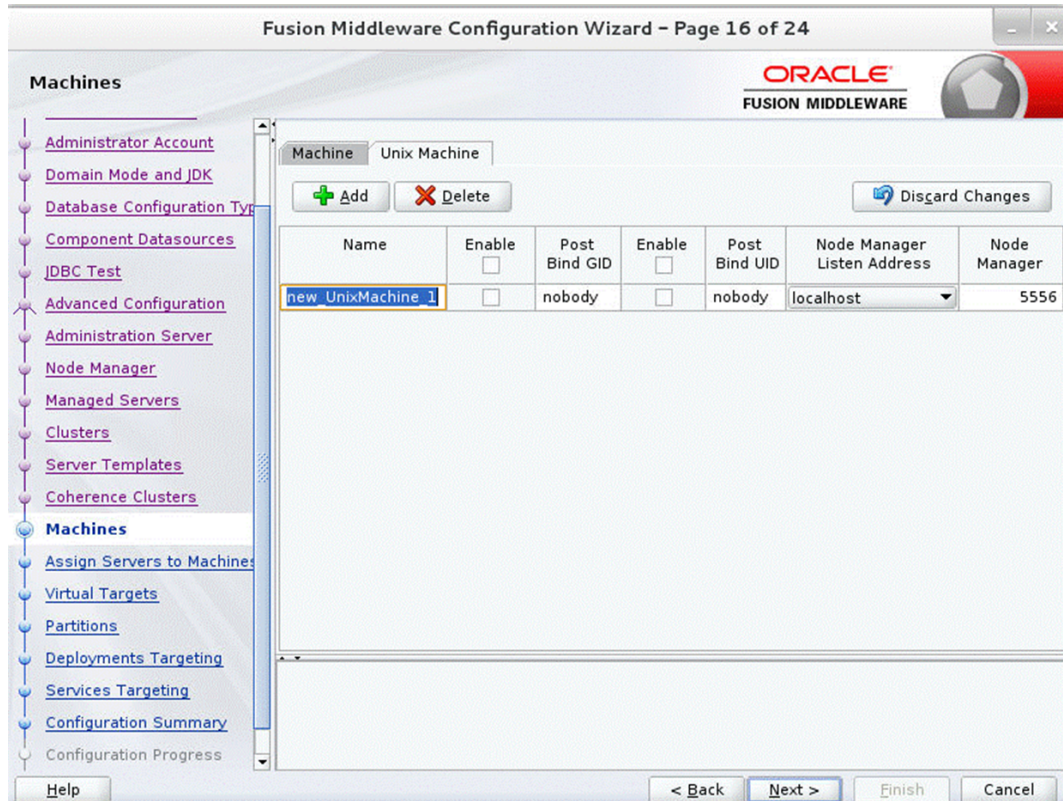 Fusion Middleware Configuration Wizard – Page 16 of 24
Machines
ORACLE
FUSION MIDDLEWARE
Administrator Account
Domain Mode and JDK
Database Configuration Typ
Component Datasources
JDBC Test
Advanced Configuration
Administration Server
Node Manager
Managed Servers
Clusters
Server Templates
Coherence Clusters
Machines
Assign Servers to Machines
Virtual Targets
Partitions
Deployments Targeting
Services Targeting
Configuration Summary
Configuration Progress
Machine Unix Machine
Add Delete Discard Changes
Name Enable Post Bind GID Enable Post Bind UID Node Manager Listen Address Node Manager
new_UnixMachine_1 nobody nobody localhost 5556
Help < Back Next > Finish Cancel